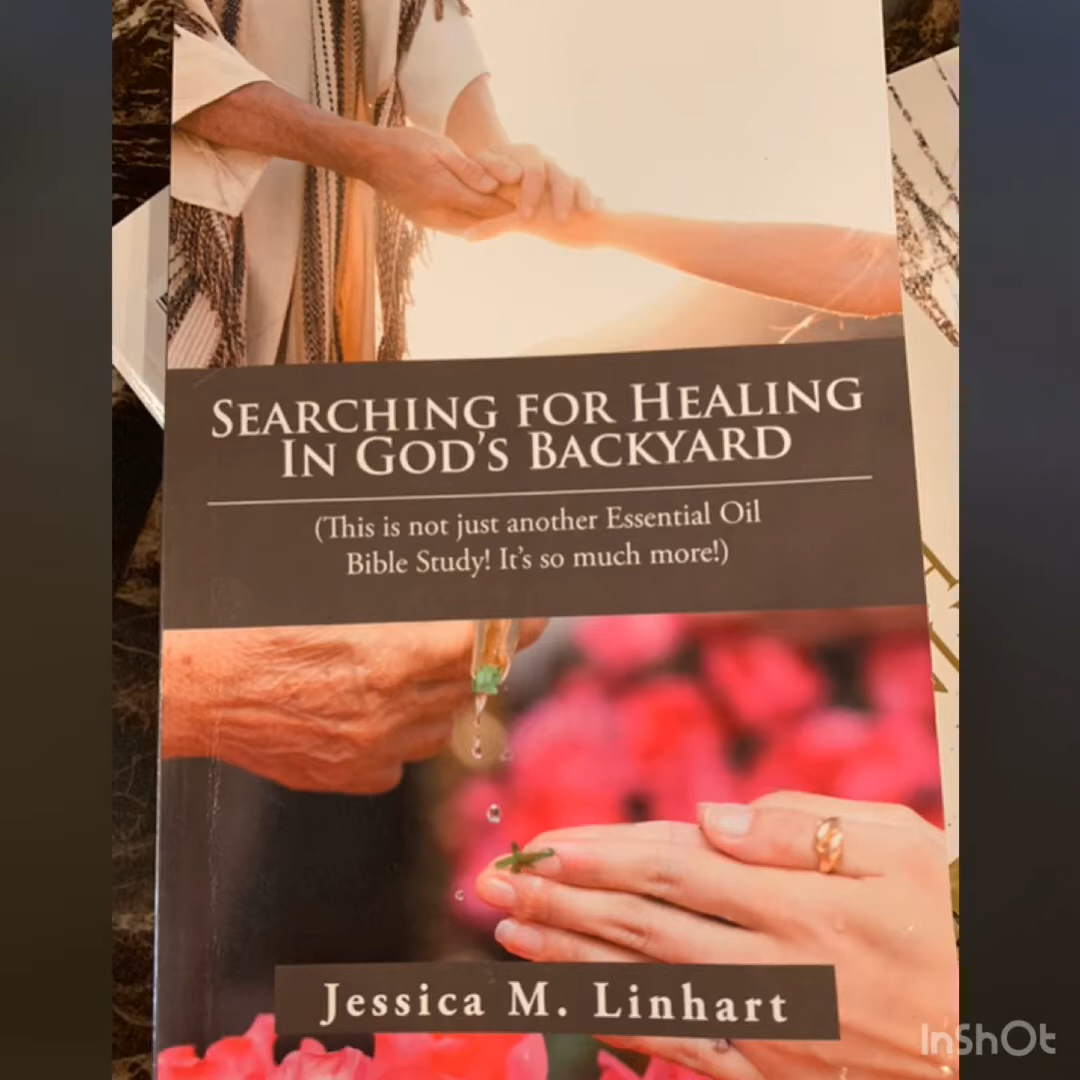 Searching for Healing
In God's Backyard
(This is not just another Essential Oil
Bible Study! It's so much more!)
Jessica M. Linhart
InShOt